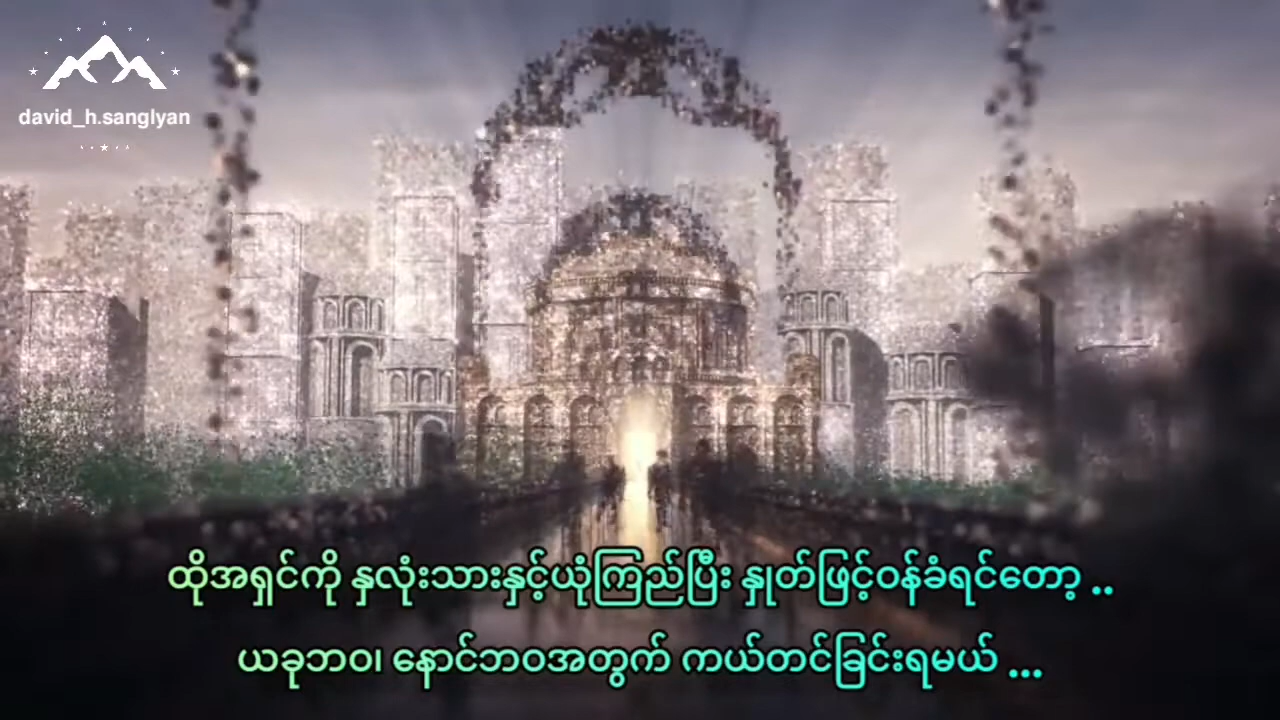 david_h.sanglyan
ထိုအရှင်ကို နှလုံးသားနှင့်ယုံကြည်ပြီး နှုတ်ဖြင့်ဝန်ခံရင်တော့ ..
ယခုဘဝ၊ နောင်ဘဝအတွက် ကယ်တင်ခြင်းရမယ် ...